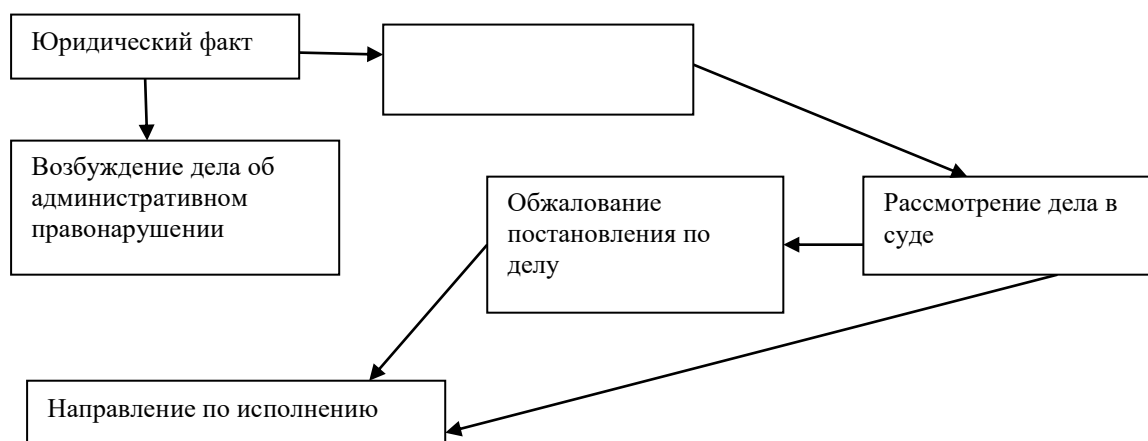 Юридический факт
Возбуждение дела об
административном
правонарушении
Обжалование
постановления по
делу
Рассмотрение дела в
суде
Направление по исполнению